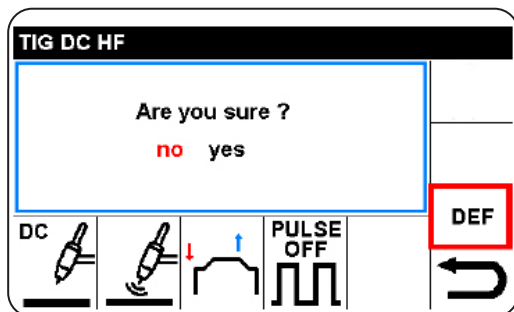 TIG DC HF
Are you sure ?
no yes
DEF
DC
PULSE
OFF